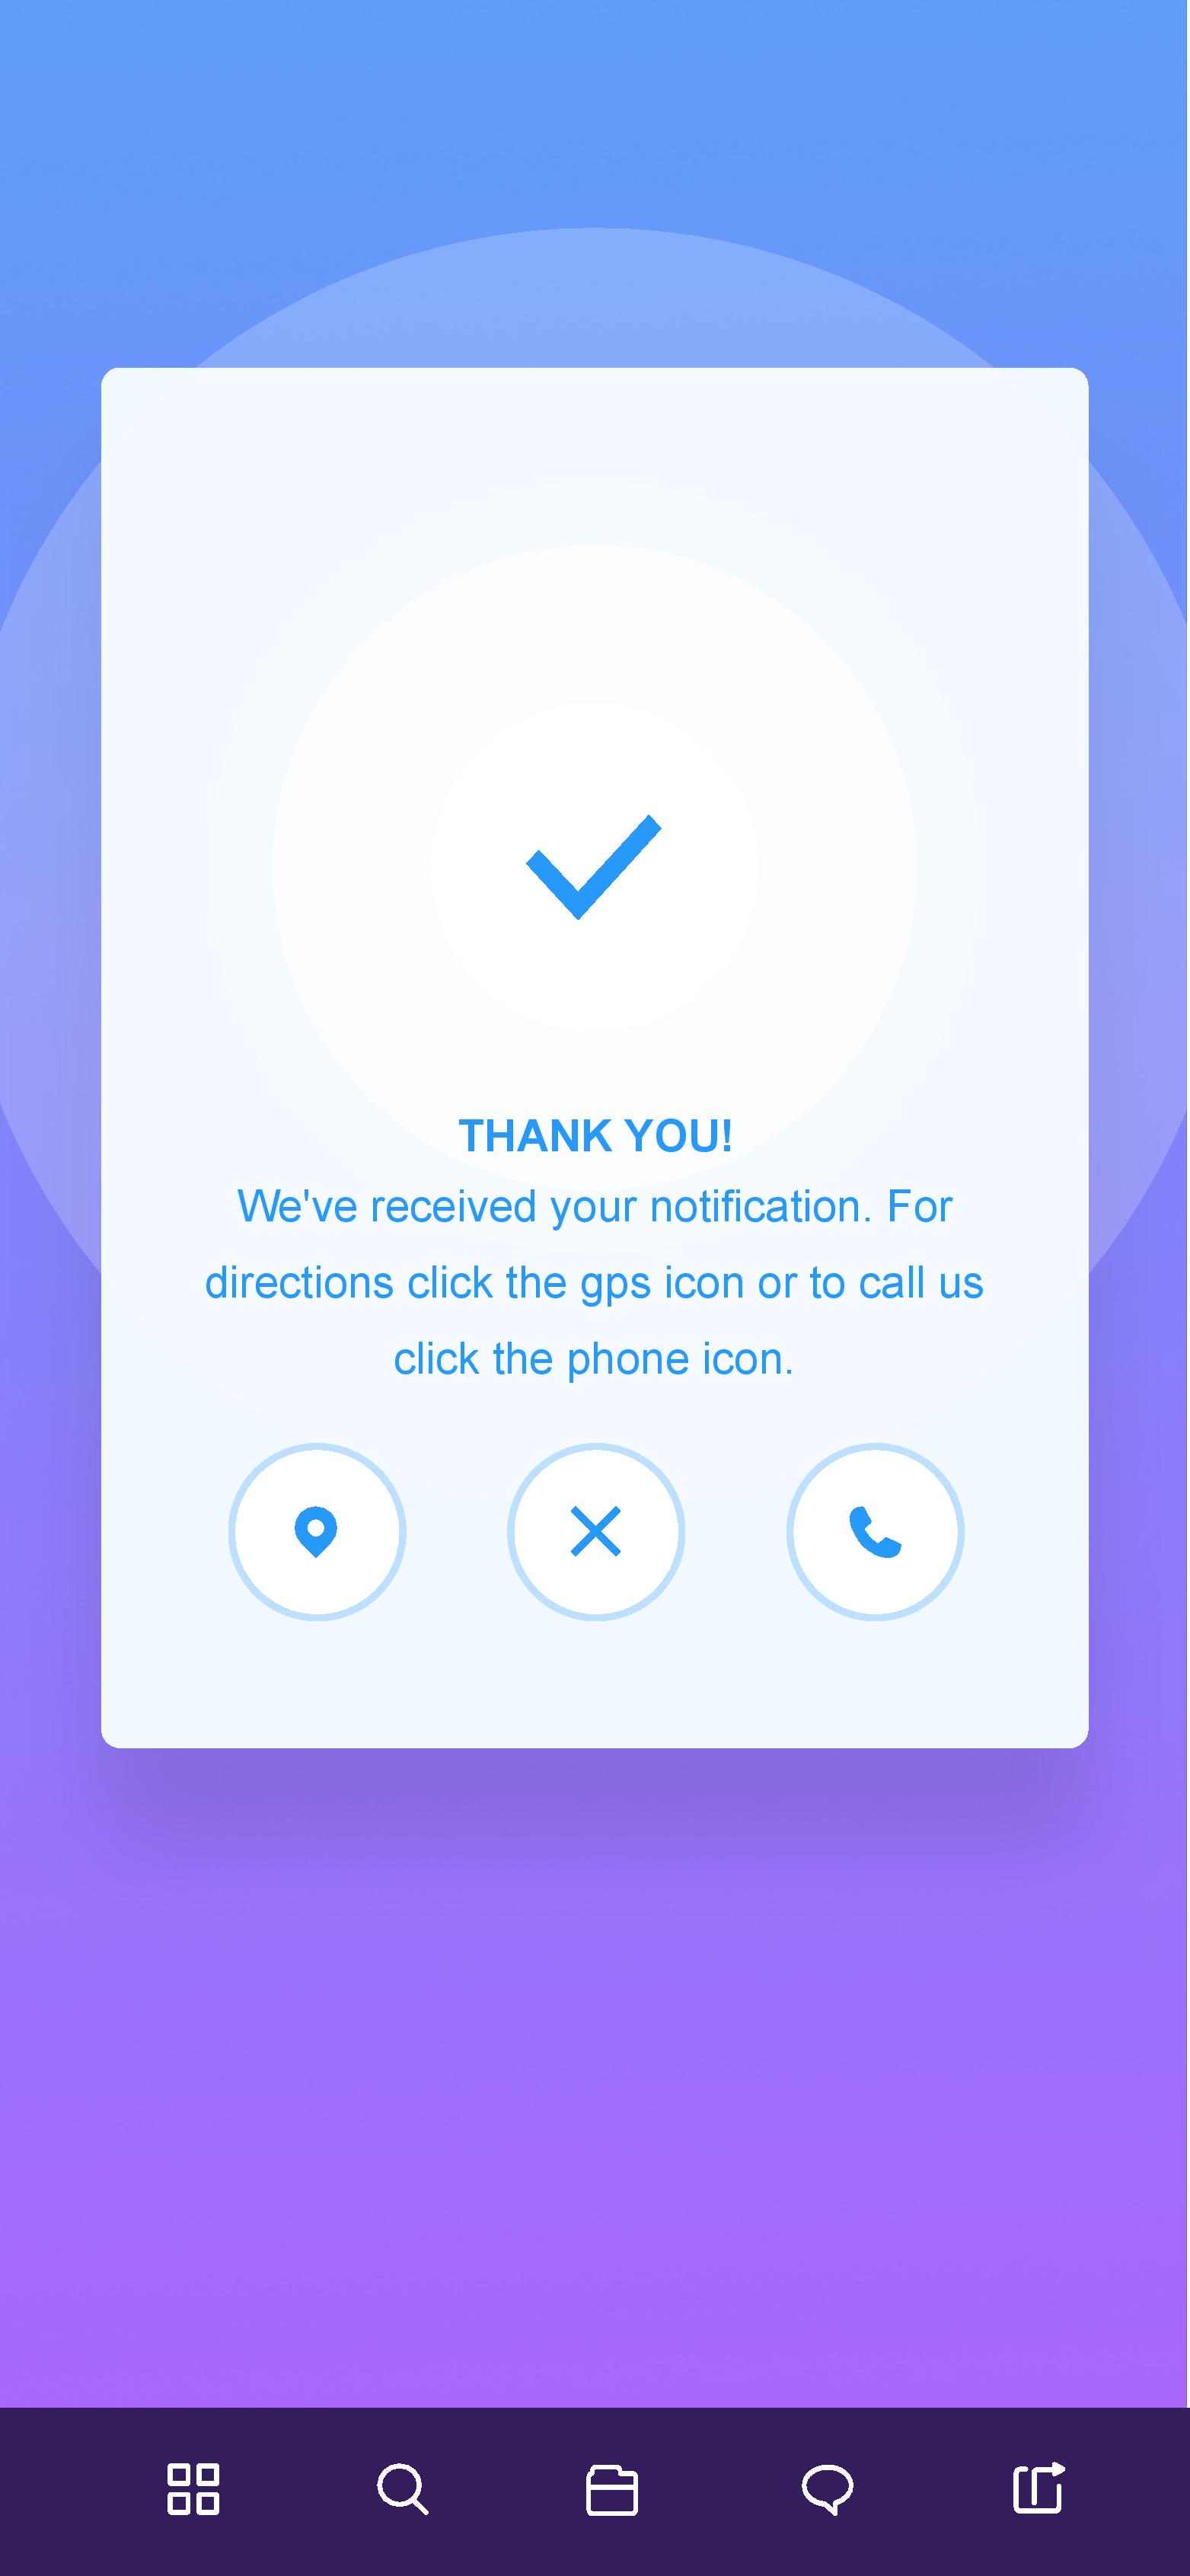 THANK YOU!
We've received your notification. For
directions click the gps icon or to call us
click the phone icon.